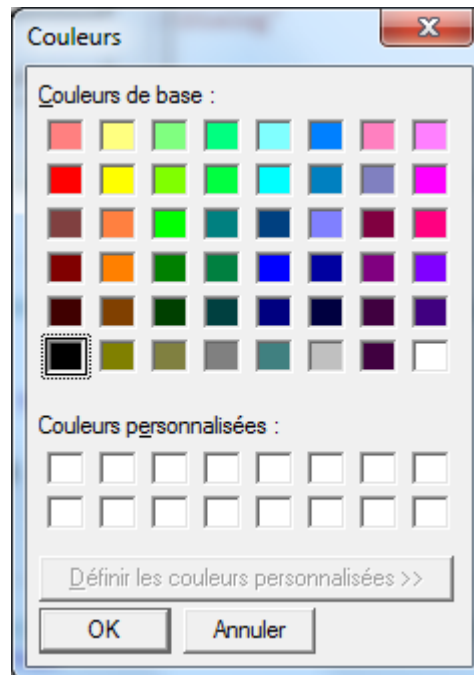 Couleurs
Couleurs de base :
Couleurs personnalisées :
Définir les couleurs personnalisées >>
OK
Annuler